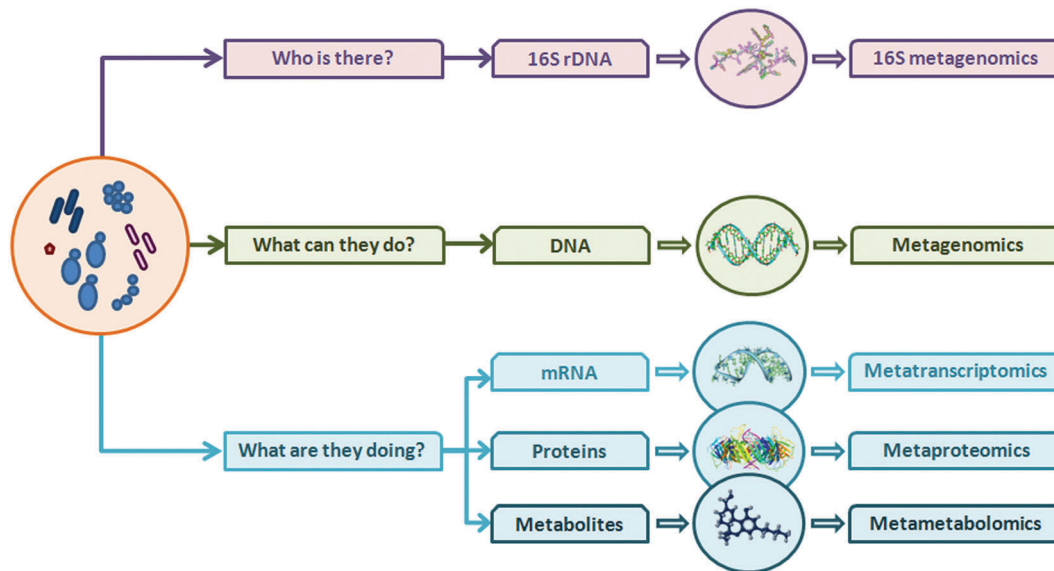 Who is there?
16S rDNA
16S metagenomics
What can they do?
DNA
Metagenomics
mRNA
Metatranscriptomics
What are they doing?
Proteins
Metaproteomics
Metabolites
Metametabolomics